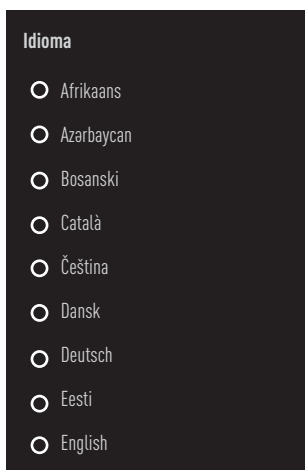 Idioma
Afrikaans
Azərbaycan
Bosanski
Català
Čeština
Dansk
Deutsch
Eesti
English